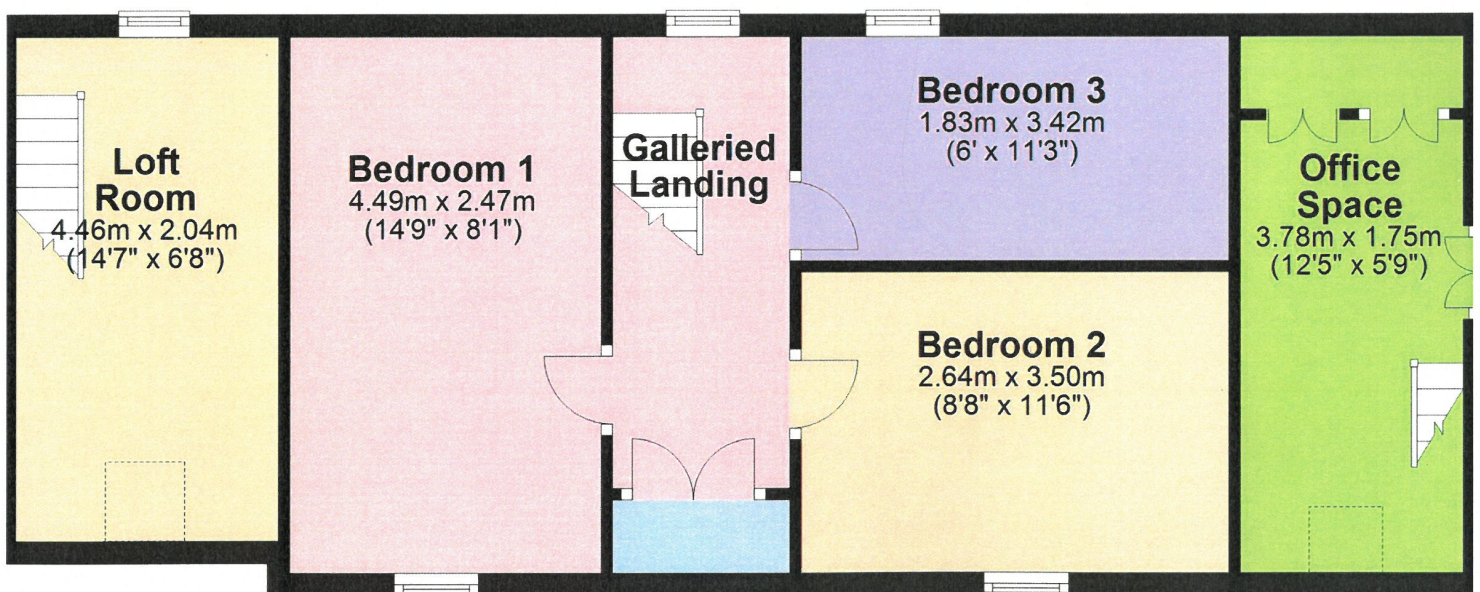 Loft
Room
4.46m x 2.04m
(14'7" x 6'8")
Bedroom 1
4.49m x 2.47m
(14'9" x 8'1")
Galleried
Landing
Bedroom 3
1.83m x 3.42m
(6' x 11'3")
Bedroom 2
2.64m x 3.50m
(8'8" x 11'6")
Office
Space
3.78m x 1.75m
(12'5" x 5'9")